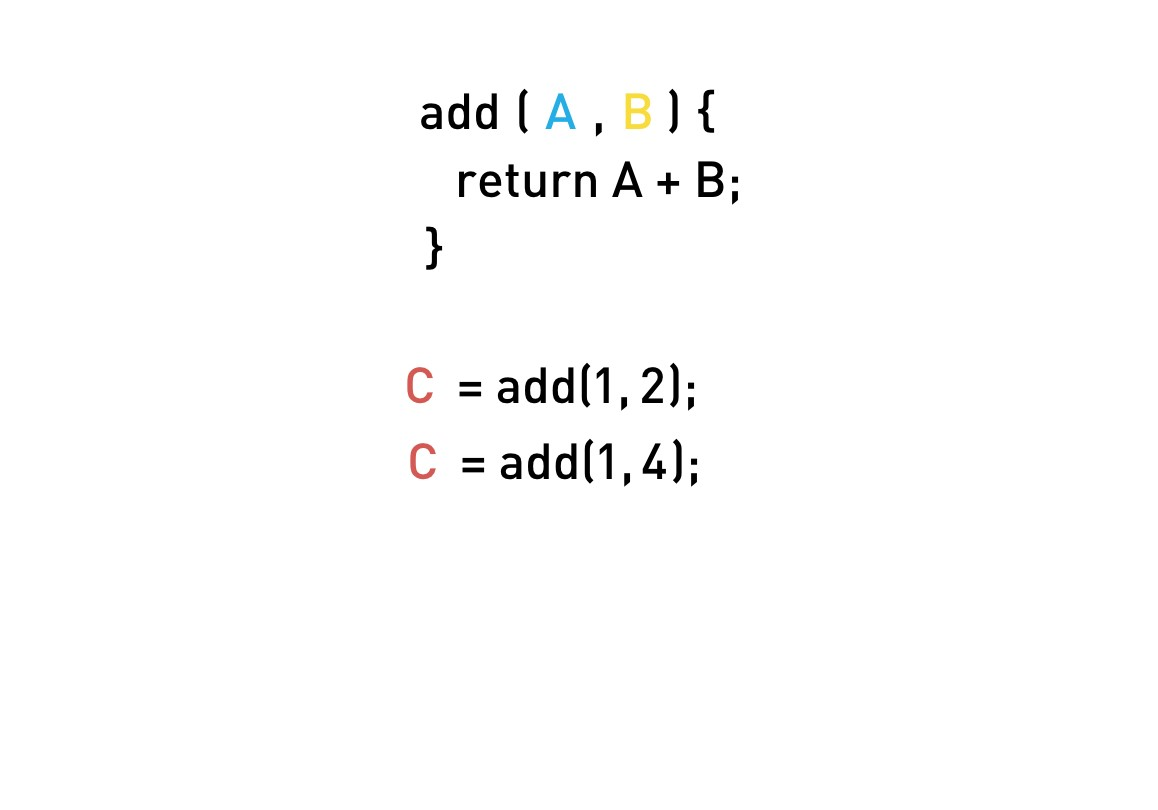 add ( A , B ) {
return A + B;
}
C = add(1, 2);
C = add(1, 4);